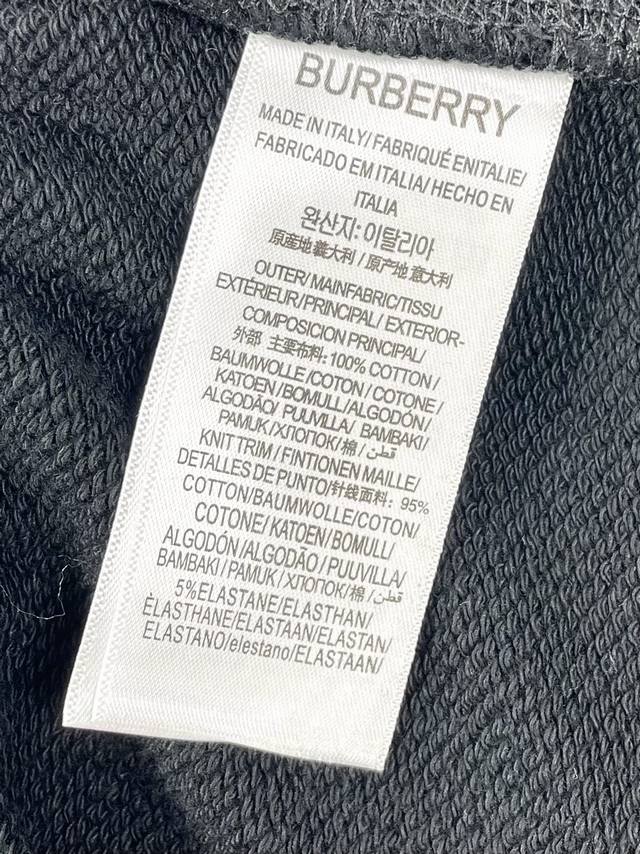 BURBERRY
MADE IN ITALY/ FABRIQUÉ ENITALIE/
FABRICADO EM ITALIA/ HECHO EN
ITALIA
완산지: 이탈리아
原産地 義大利 / 原产地 意大利
OUTER/ MAINFABRIC/TISSU
EXTÉRIEUR/PRINCIPAL/ EXTERIOR-
COMPOSICION PRINCIPAL/
外部 主要布料: 100% COTTON /
BAUMWOLLE /COTON / COTONE /
KATOEN/BOMULL/ALGODÓN/
ALGODÃO/ PUUVILLA/ BAMBAKI/
PAMUK/ХЛОПОК/棉/ قطن
KNIT TRIM / FINTIONEN MAILLE/
DETALLES DE PUNTO/针线面料: 95%
COTTON/BAUMWOLLE/COTON/
COTONE/ KATOEN/BOMULL/
ALGODÓN/ALGODÃO/PUUVILLA/
BAMBAKI/PAMUK/ХЛОПОК/棉/ قطن
5%ELASTANE/ELASTHAN/
ÉLASTHANE/ELASTAAN/ELASTAN/
ELASTANO/elestano/ELASTAAN/